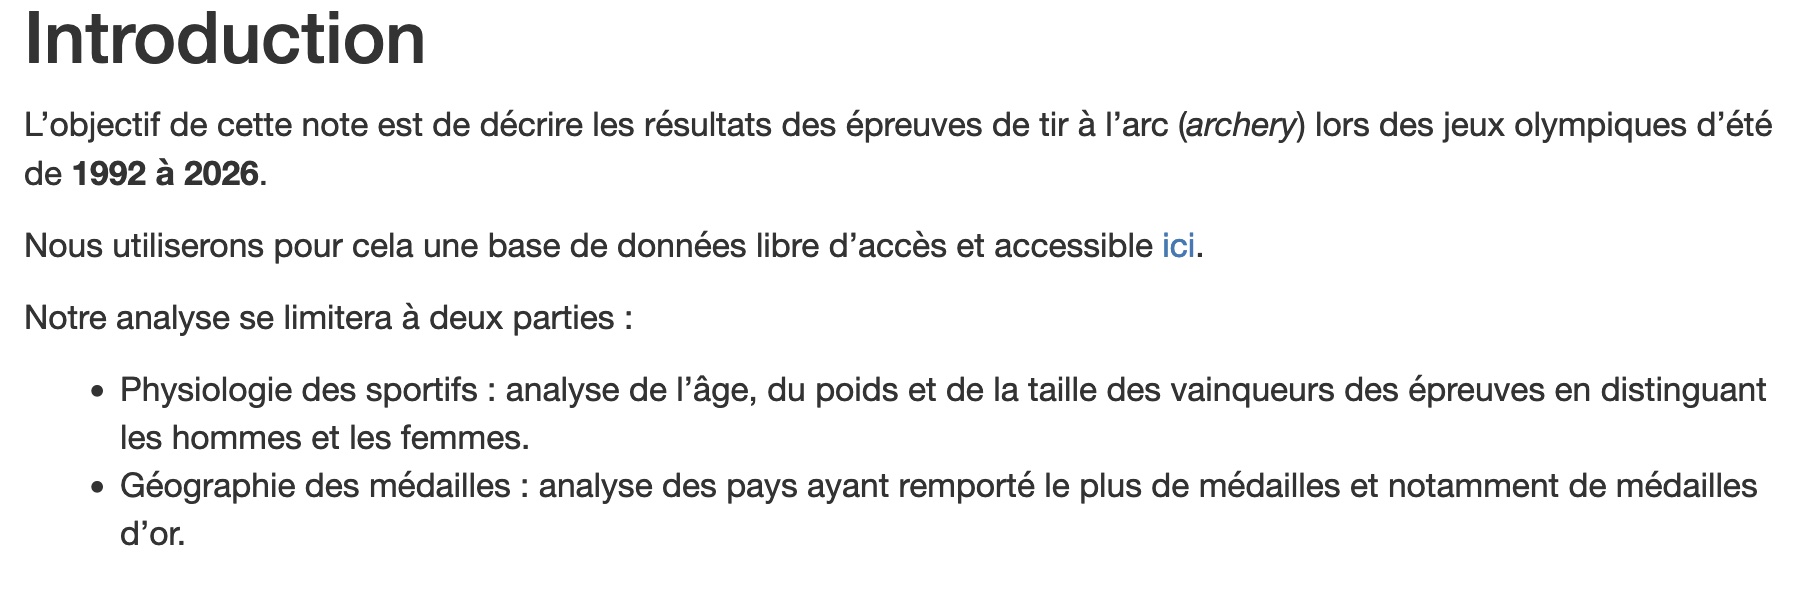 Introduction
L’objectif de cette note est de décrire les résultats des épreuves de tir à l’arc (archery) lors des jeux olympiques d’été
de 1992 à 2026.
Nous utiliserons pour cela une base de données libre d’accès et accessible ici.
Notre analyse se limitera à deux parties :
• Physiologie des sportifs : analyse de l’âge, du poids et de la taille des vainqueurs des épreuves en distinguant
les hommes et les femmes.
• Géographie des médailles : analyse des pays ayant remporté le plus de médailles et notamment de médailles
d’or.